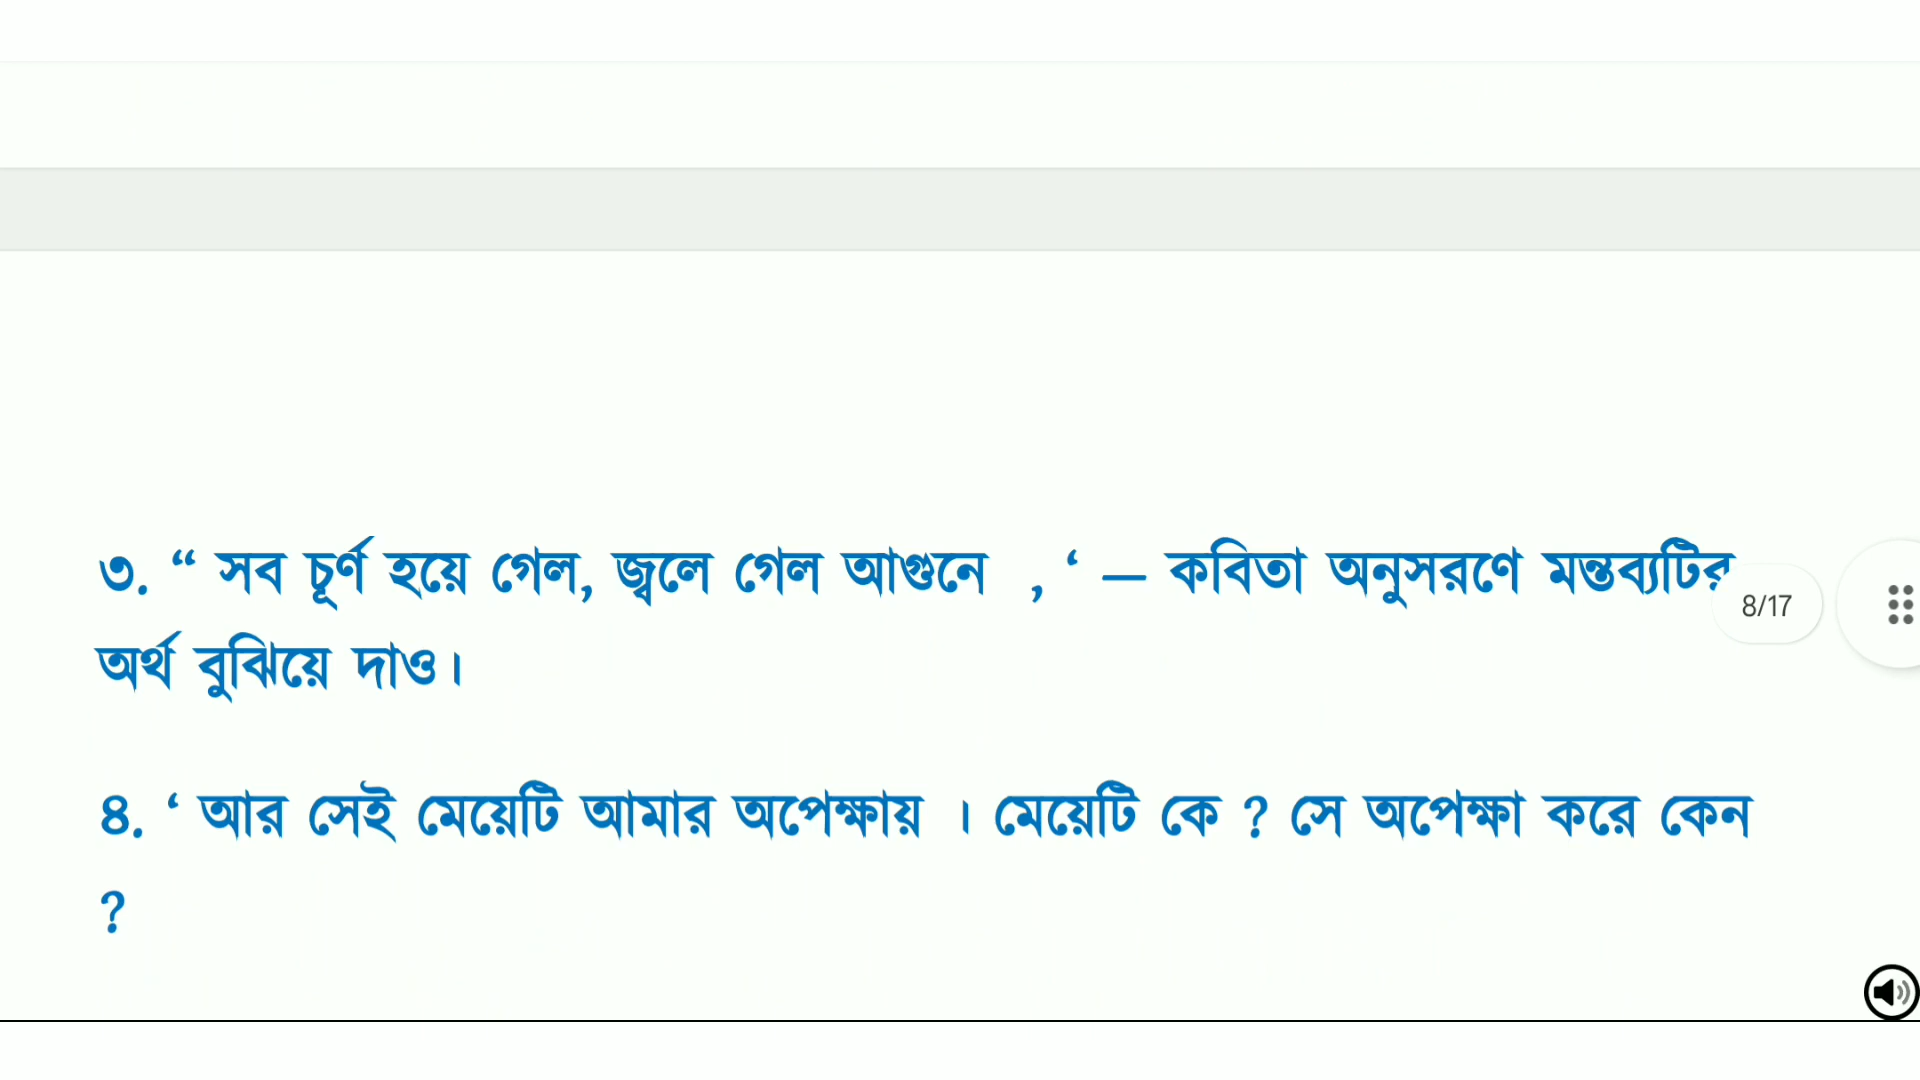 ৩. “ সব চূর্ণ হয়ে গেল, জ্বলে গেল আগুনে , ‘ — কবিতা অনুসরণে মন্তব্যটির
8/17
অর্থ বুঝিয়ে দাও।
৪. ‘ আর সেই মেয়েটি আমার অপেক্ষায় । মেয়েটি কে ? সে অপেক্ষা করে কেন
?